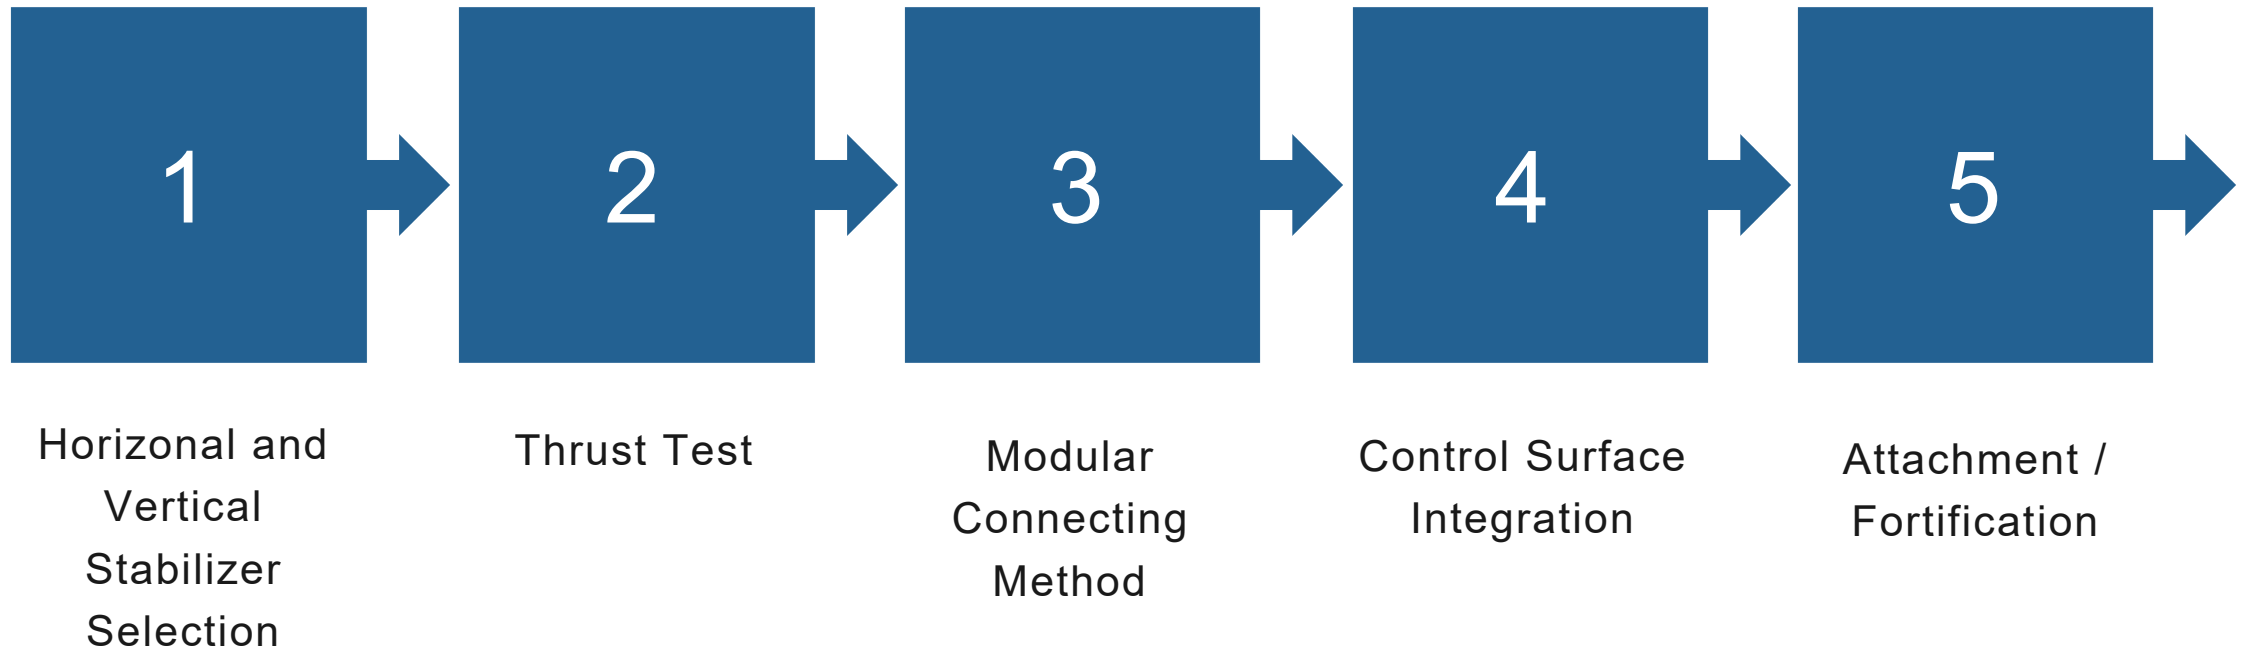 1
2
3
4
5
Horizonal and
Vertical
Stabilizer
Selection
Thrust Test
Modular
Connecting
Method
Control Surface
Integration
Attachment /
Fortification